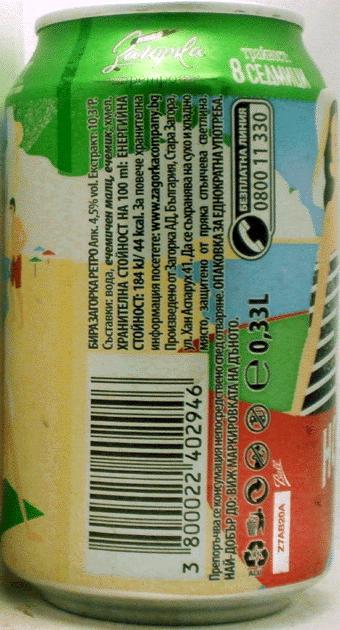 Zagorka
ретро
трайност
8 СЕДМИЦИ
БИРА ЗАГОРКА РЕТРО Алк. 4,5% vol. Екстракт: 10,3°P.
Съставки: вода, ечемичен малц, ечемик, хмел.
ХРАНИТЕЛНА СТОЙНОСТ НА 100 ml: ЕНЕРГИЙНА
СТОЙНОСТ: 184 kJ/ 44 kcal. За повече хранителна
информация посетете: www.zagorkacompany.bg
Произведено от Загорка АД, България, Стара Загора,
ул. Хан Аспарух 41. Да се съхранява на сухо и хладно
място, защитено от пряка слънчева светлина.
ОПАКОВКА ЗА ЕДНОКРАТНА УПОТРЕБА.
БЕЗПЛАТНА ЛИНИЯ
0800 11 330
3 800022 402946
Препоръчва се консумация непосредствено след отваряне.
НАЙ-ДОБЪР ДО: ВИЖ МАРКИРОВКАТА НА ДЪНОТО.
e 0,33L
Ball
Z7AB20A